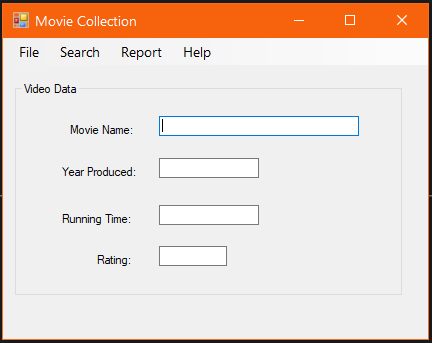 Movie Collection
File Search Report Help
Video Data
Movie Name:
Year Produced:
Running Time:
Rating: